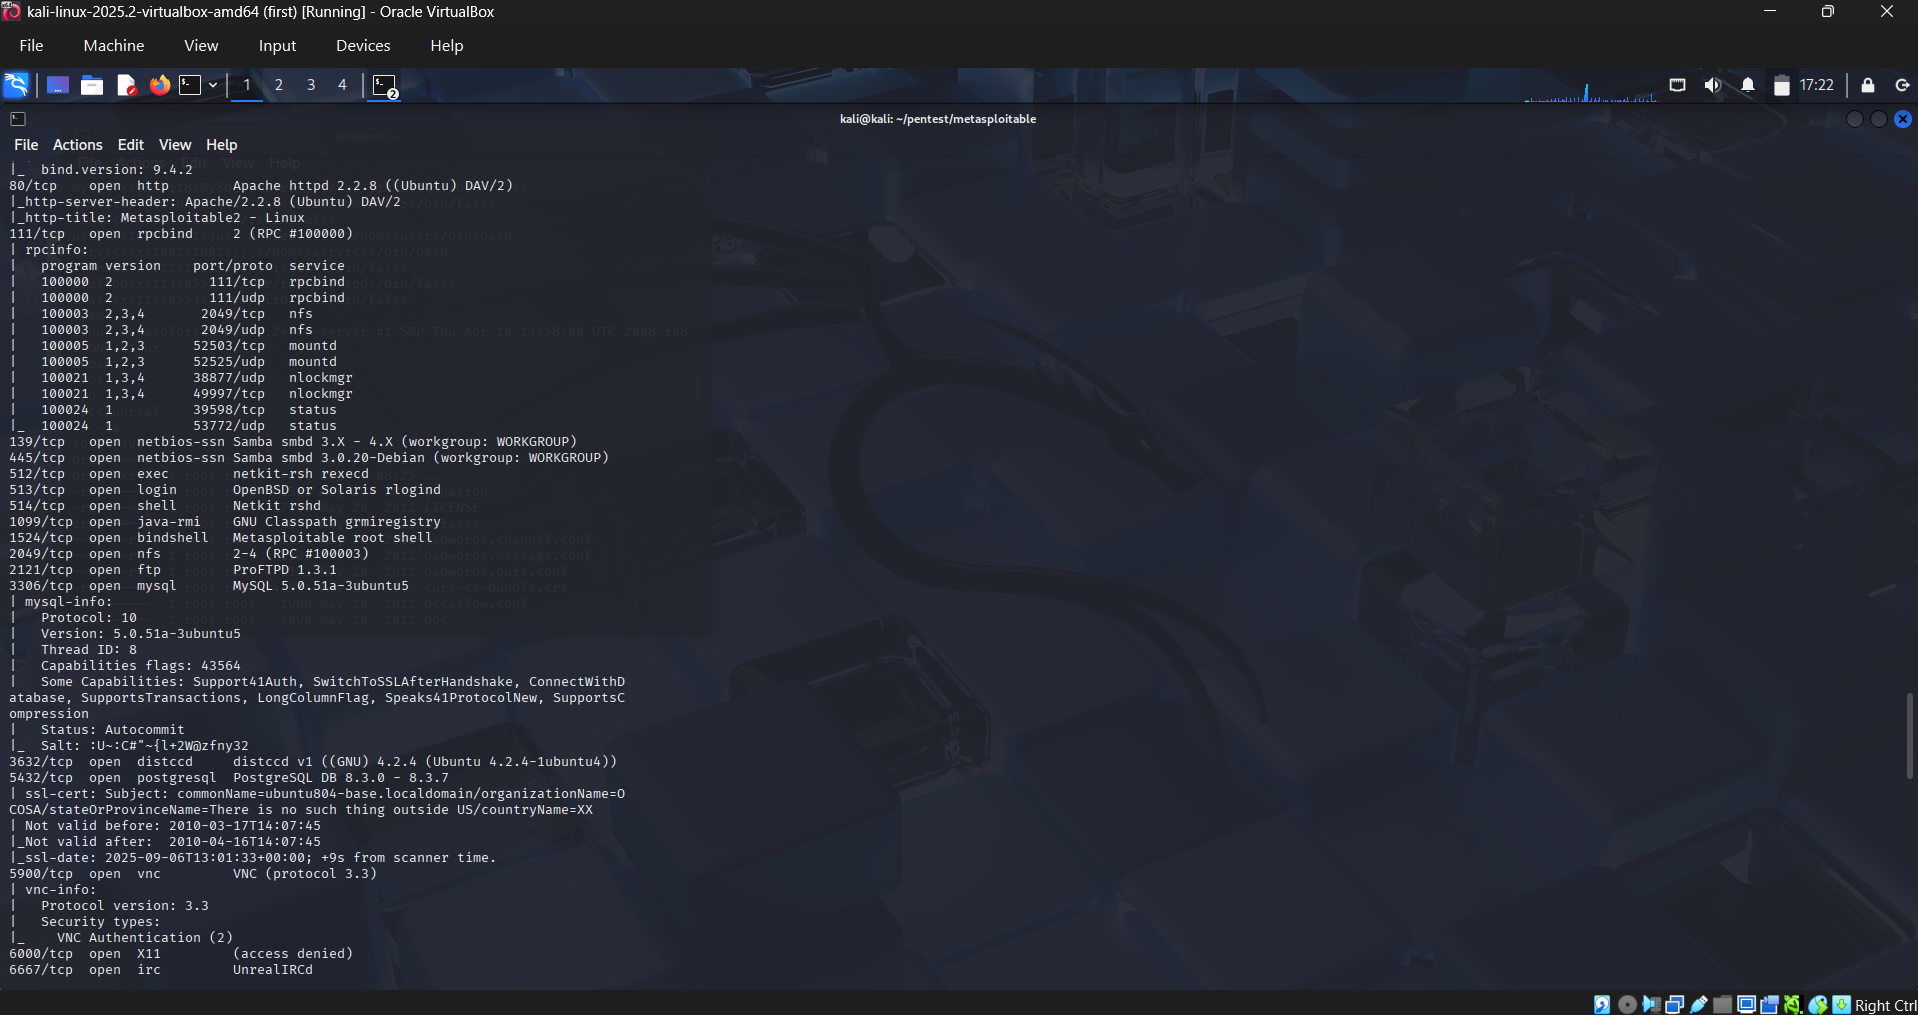 kali-linux-2025.2-virtualbox-amd64 (first) [Running] - Oracle VirtualBox
File Machine View Input Devices Help
1 2 3 4 2 17:22
kali@kali: ~/pentest/metasploitable
File Actions Edit View Help
|_  bind.version: 9.4.2
80/tcp   open  http        Apache httpd 2.2.8 ((Ubuntu) DAV/2)
|_http-server-header: Apache/2.2.8 (Ubuntu) DAV/2
|_http-title: Metasploitable2 - Linux
111/tcp  open  rpcbind     2 (RPC #100000)
| rpcinfo:
|   program version    port/proto  service
|   100000  2            111/tcp   rpcbind
|   100000  2            111/udp   rpcbind
|   100003  2,3,4       2049/tcp   nfs
|   100003  2,3,4       2049/udp   nfs
|   100005  1,2,3      52503/tcp   mountd
|   100005  1,2,3      52525/udp   mountd
|   100021  1,3,4      38877/udp   nlockmgr
|   100021  1,3,4      49997/tcp   nlockmgr
|   100024  1          39598/tcp   status
|_  100024  1          53772/udp   status
139/tcp  open  netbios-ssn Samba smbd 3.X - 4.X (workgroup: WORKGROUP)
445/tcp  open  netbios-ssn Samba smbd 3.0.20-Debian (workgroup: WORKGROUP)
512/tcp  open  exec        netkit-rsh rexecd
513/tcp  open  login       OpenBSD or Solaris rlogind
514/tcp  open  shell       Netkit rshd
1099/tcp open  java-rmi    GNU Classpath grmiregistry
1524/tcp open  bindshell   Metasploitable root shell
2049/tcp open  nfs         2-4 (RPC #100003)
2121/tcp open  ftp         ProFTPD 1.3.1
3306/tcp open  mysql       MySQL 5.0.51a-3ubuntu5
| mysql-info:
|   Protocol: 10
|   Version: 5.0.51a-3ubuntu5
|   Thread ID: 8
|   Capabilities flags: 43564
|   Some Capabilities: Support41Auth, SwitchToSSLAfterHandshake, ConnectWithD
atabase, SupportsTransactions, LongColumnFlag, Speaks41ProtocolNew, SupportsC
ompression
|   Status: Autocommit
|_  Salt: :U~:C#"~{l+2W@zfny32
3632/tcp open  distccd     distccd v1 ((GNU) 4.2.4 (Ubuntu 4.2.4-1ubuntu4))
5432/tcp open  postgresql  PostgreSQL DB 8.3.0 - 8.3.7
| ssl-cert: Subject: commonName=ubuntu804-base.localdomain/organizationName=O
COSA/stateOrProvinceName=There is no such thing outside US/countryName=XX
| Not valid before: 2010-03-17T14:07:45
|_Not valid after:  2010-04-16T14:07:45
|_ssl-date: 2025-09-06T13:01:33+00:00; +9s from scanner time.
5900/tcp open  vnc         VNC (protocol 3.3)
| vnc-info:
|   Protocol version: 3.3
|   Security types:
|_    VNC Authentication (2)
6000/tcp open  X11         (access denied)
6667/tcp open  irc         UnrealIRCd
Right Ctrl